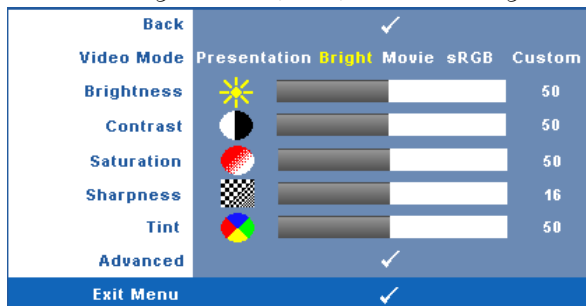 Back
Video Mode Presentation Bright Movie sRGB Custom
Brightness 50
Contrast 50
Saturation 50
Sharpness 16
Tint 50
Advanced
Exit Menu